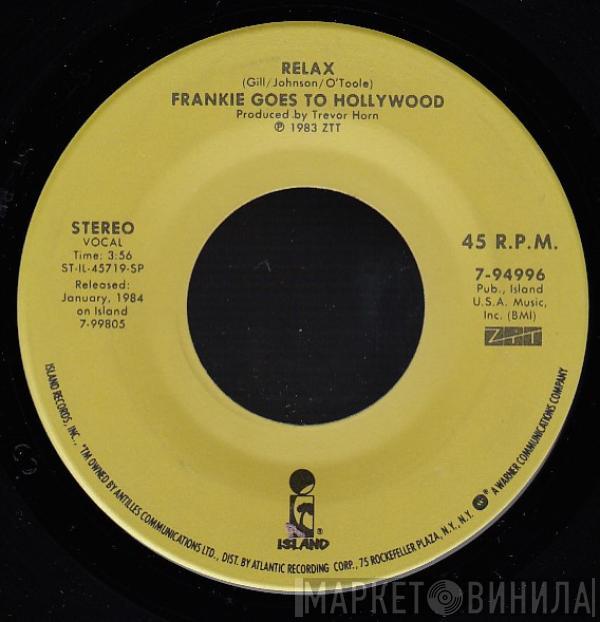 RELAX
(Gill/Johnson/O'Toole)
FRANKIE GOES TO HOLLYWOOD
Produced by Trevor Horn
℗ 1983 ZTT
STEREO
VOCAL
Time: 3:56
ST-IL-45719-SP
Released:
January, 1984
on Island
7-99805
45 R.P.M.
7-94996
Pub., Island
U.S.A. Music,
Inc. (BMI)
ZTT
ISLAND®
ISLAND RECORDS, INC., *TM OWNED BY ANTILLES COMMUNICATIONS LTD., DIST. BY ATLANTIC RECORDING CORP., 75 ROCKEFELLER PLAZA, N.Y., N.Y. ® A WARNER COMMUNICATIONS COMPANY
МАРКЕТ ВИНИЛА